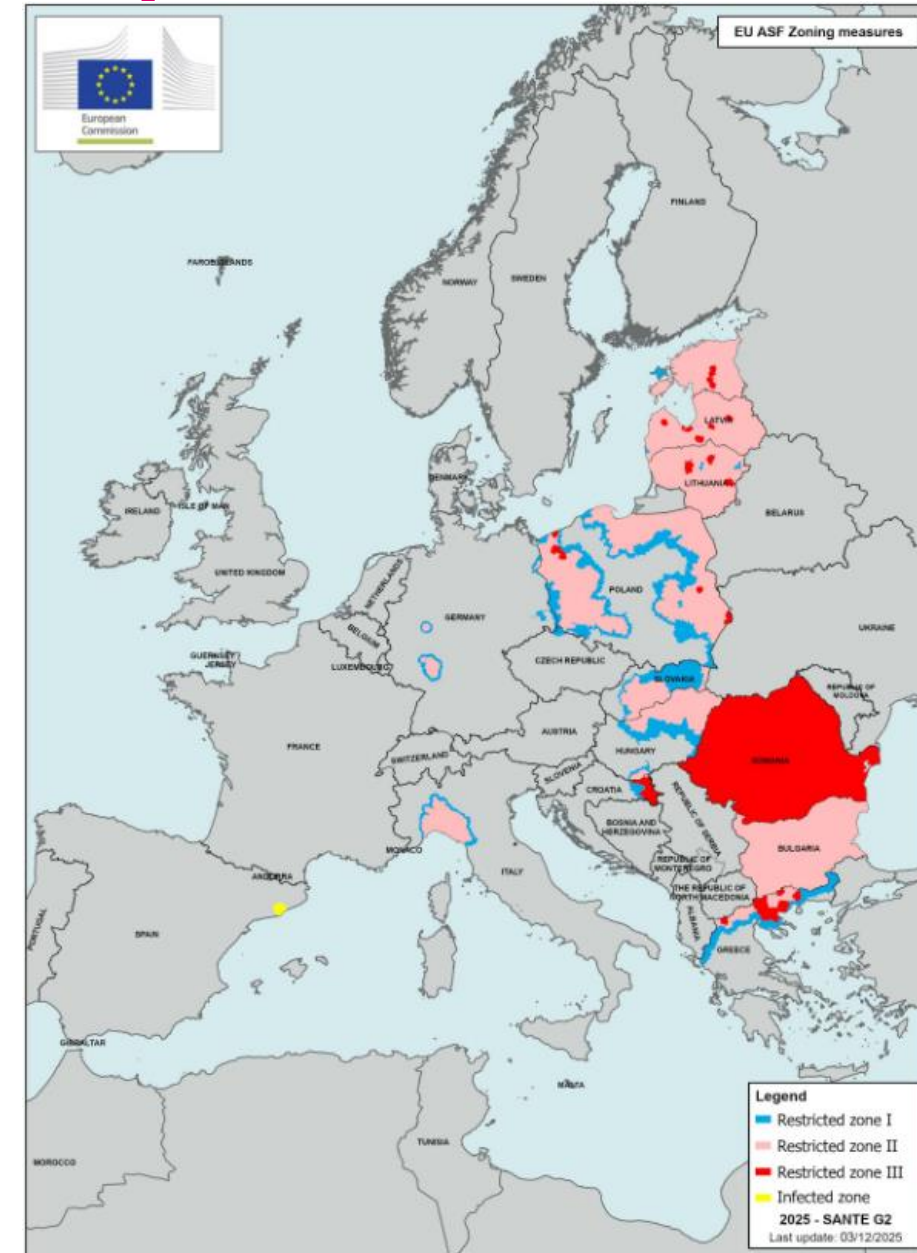 EU ASF Zoning measures
European
Commission
FINLAND
FAROE ISLANDS
NORWAY
SWEDEN
LATVIA
DENMARK
LITHUANIA
IRELAND
ISLE OF MAN
BELARUS
UNITED KINGDOM
NETHERLANDS
POLAND
GERMANY
BELGIUM
UKRAINE
GUERNSEY
JERSEY
LUXEMBOURG
CZECH REPUBLIC
SLOVAKIA
REPUBLIC OF
MOLDOVA
FRANCE
AUSTRIA
HUNGARY
SWITZERLAND
ROMANIA
SLOVENIA
CROATIA
REPUBLIC OF SERBIA
BOSNIA AND
HERZEGOVINA
MONACO
BULGARIA
ITALY
REPUBLIC OF
MONTENEGRO
ANDORRA
THE REPUBLIC OF
NORTH MACEDONIA
ALBANIA
PORTUGAL
SPAIN
GREECE
GIBRALTAR
MALTA
TUNISIA
MOROCCO
Legend
Restricted zone I
Restricted zone II
Restricted zone III
Infected zone
2025 - SANTE G2
Last update: 03/12/2025